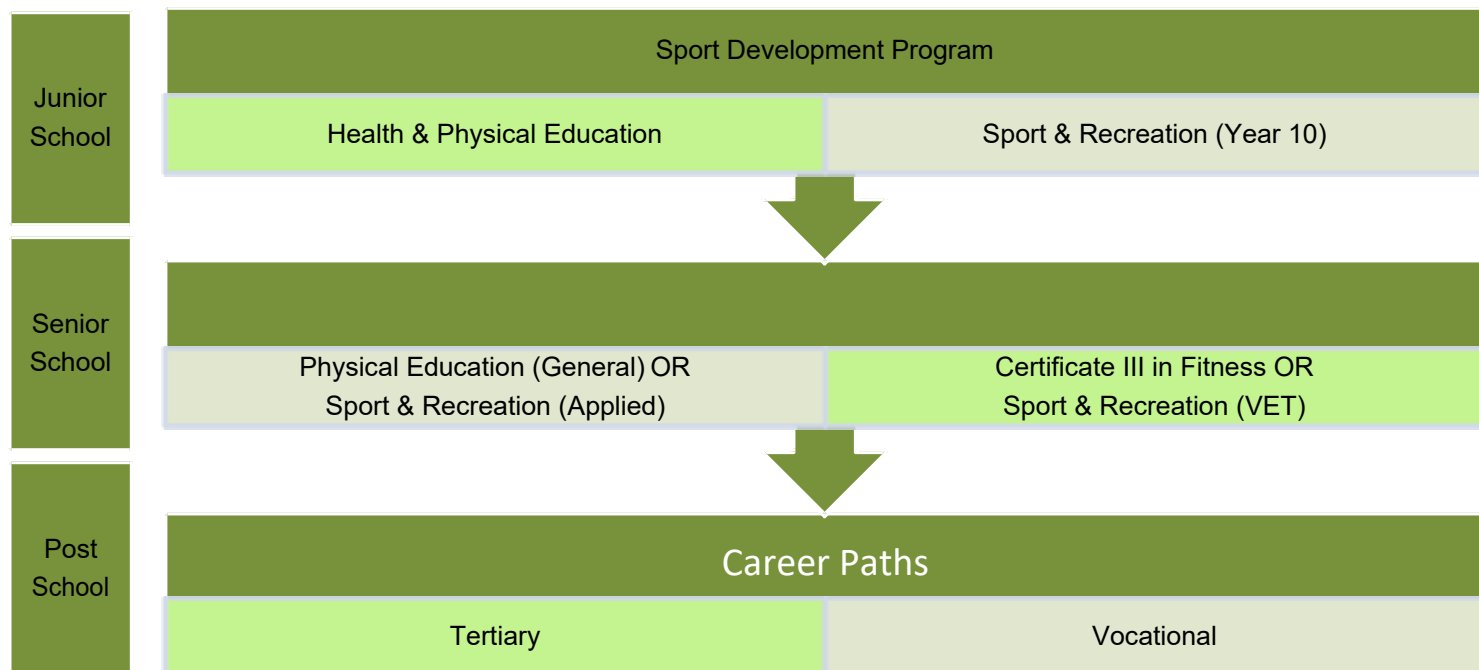 Junior
School
Sport Development Program
Health & Physical Education
Sport & Recreation (Year 10)
Senior
School
Physical Education (General) OR
Sport & Recreation (Applied)
Certificate III in Fitness OR
Sport & Recreation (VET)
Post
School
Career Paths
Tertiary
Vocational